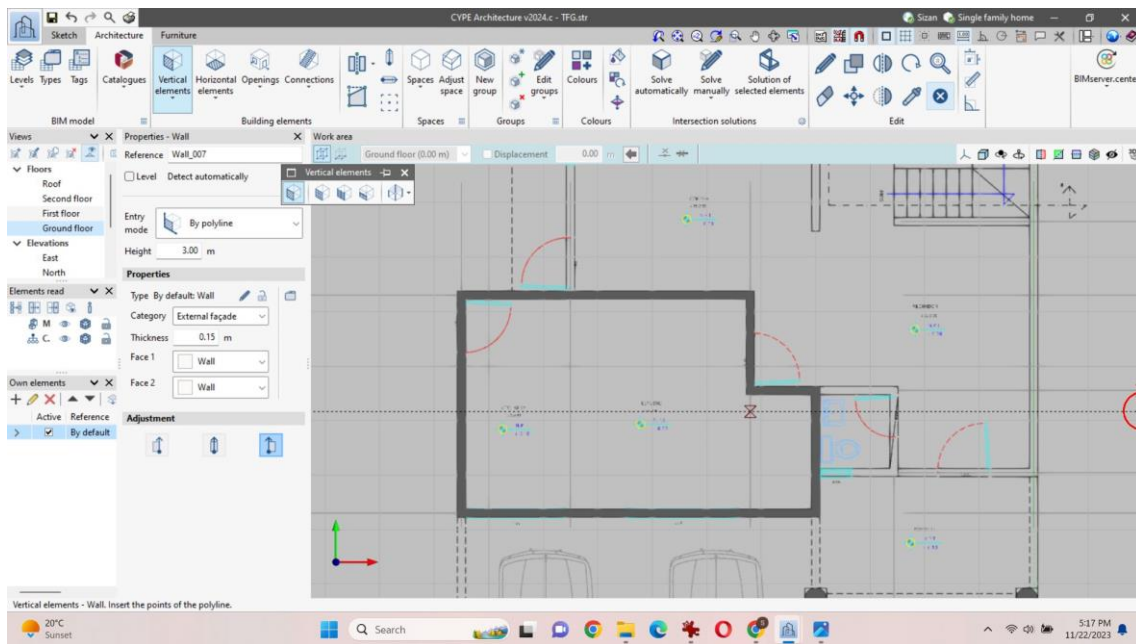 CYPE Architecture v2024.c - TFG.str
Sizan
Single family home
Sketch
Architecture
Furniture
Levels
Types
Tags
Catalogues
Vertical elements
Horizontal elements
Openings
Connections
Spaces
Adjust space
New group
Edit groups
Colours
Solve automatically
Solve manually
Solution of selected elements
BIMserver.cente
BIM model
Building elements
Spaces
Groups
Colours
Intersection solutions
Edit
Views
Properties - Wall
Work area
Reference Wall_007
Ground floor (0.00 m)
Displacement 0.00 m
Floors
Roof
Second floor
First floor
Ground floor
Elevations
East
North
Level Detect automatically
Vertical elements
Entry mode By polyline
Height 3.00 m
Properties
Type By default: Wall
Category External façade
Thickness 0.15 m
Face 1 Wall
Face 2 Wall
Adjustment
Elements read
M
C.
Own elements
Active Reference
By default
Vertical elements - Wall. Insert the points of the polyline.
20°C
Sunset
Search
5:17 PM
11/22/2023